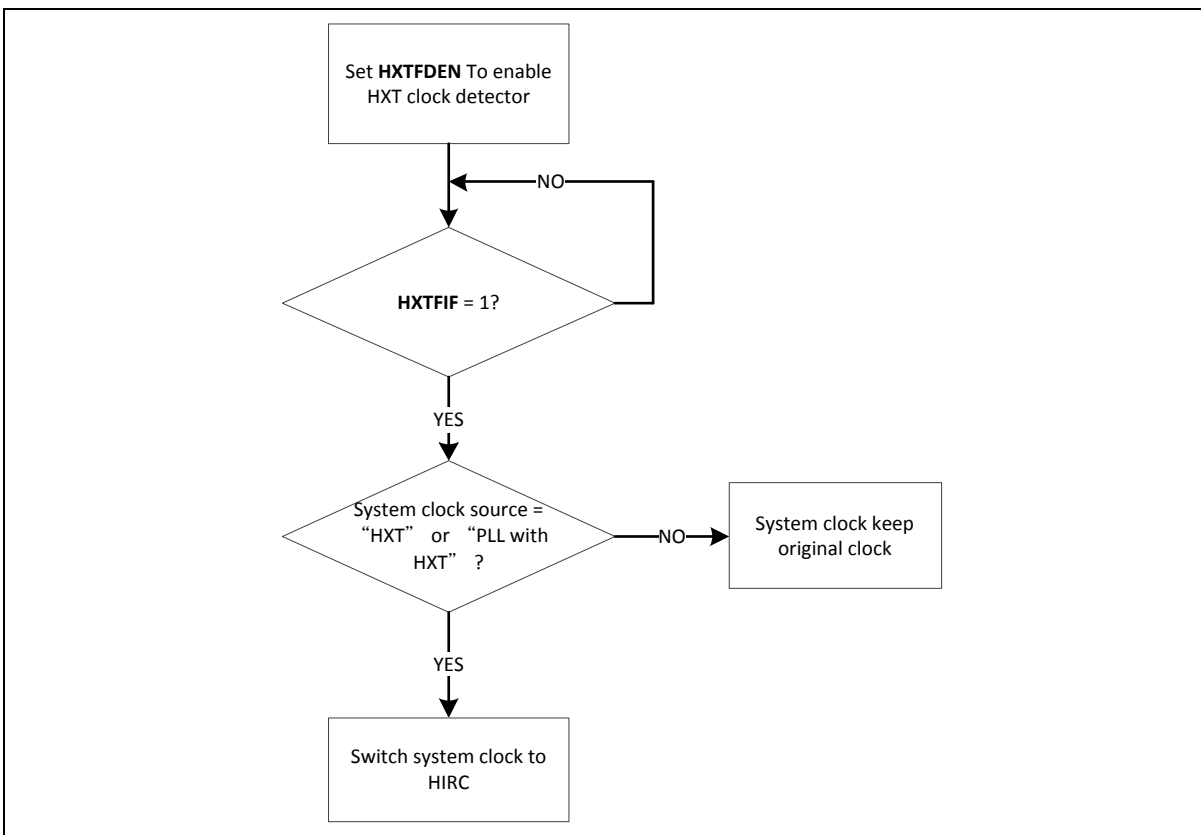 Set HXTFDEN To enable
HXT clock detector
NO
HXTFIF = 1?
YES
System clock source =
“HXT” or “PLL with
HXT” ?
NO
System clock keep
original clock
YES
Switch system clock to
HIRC